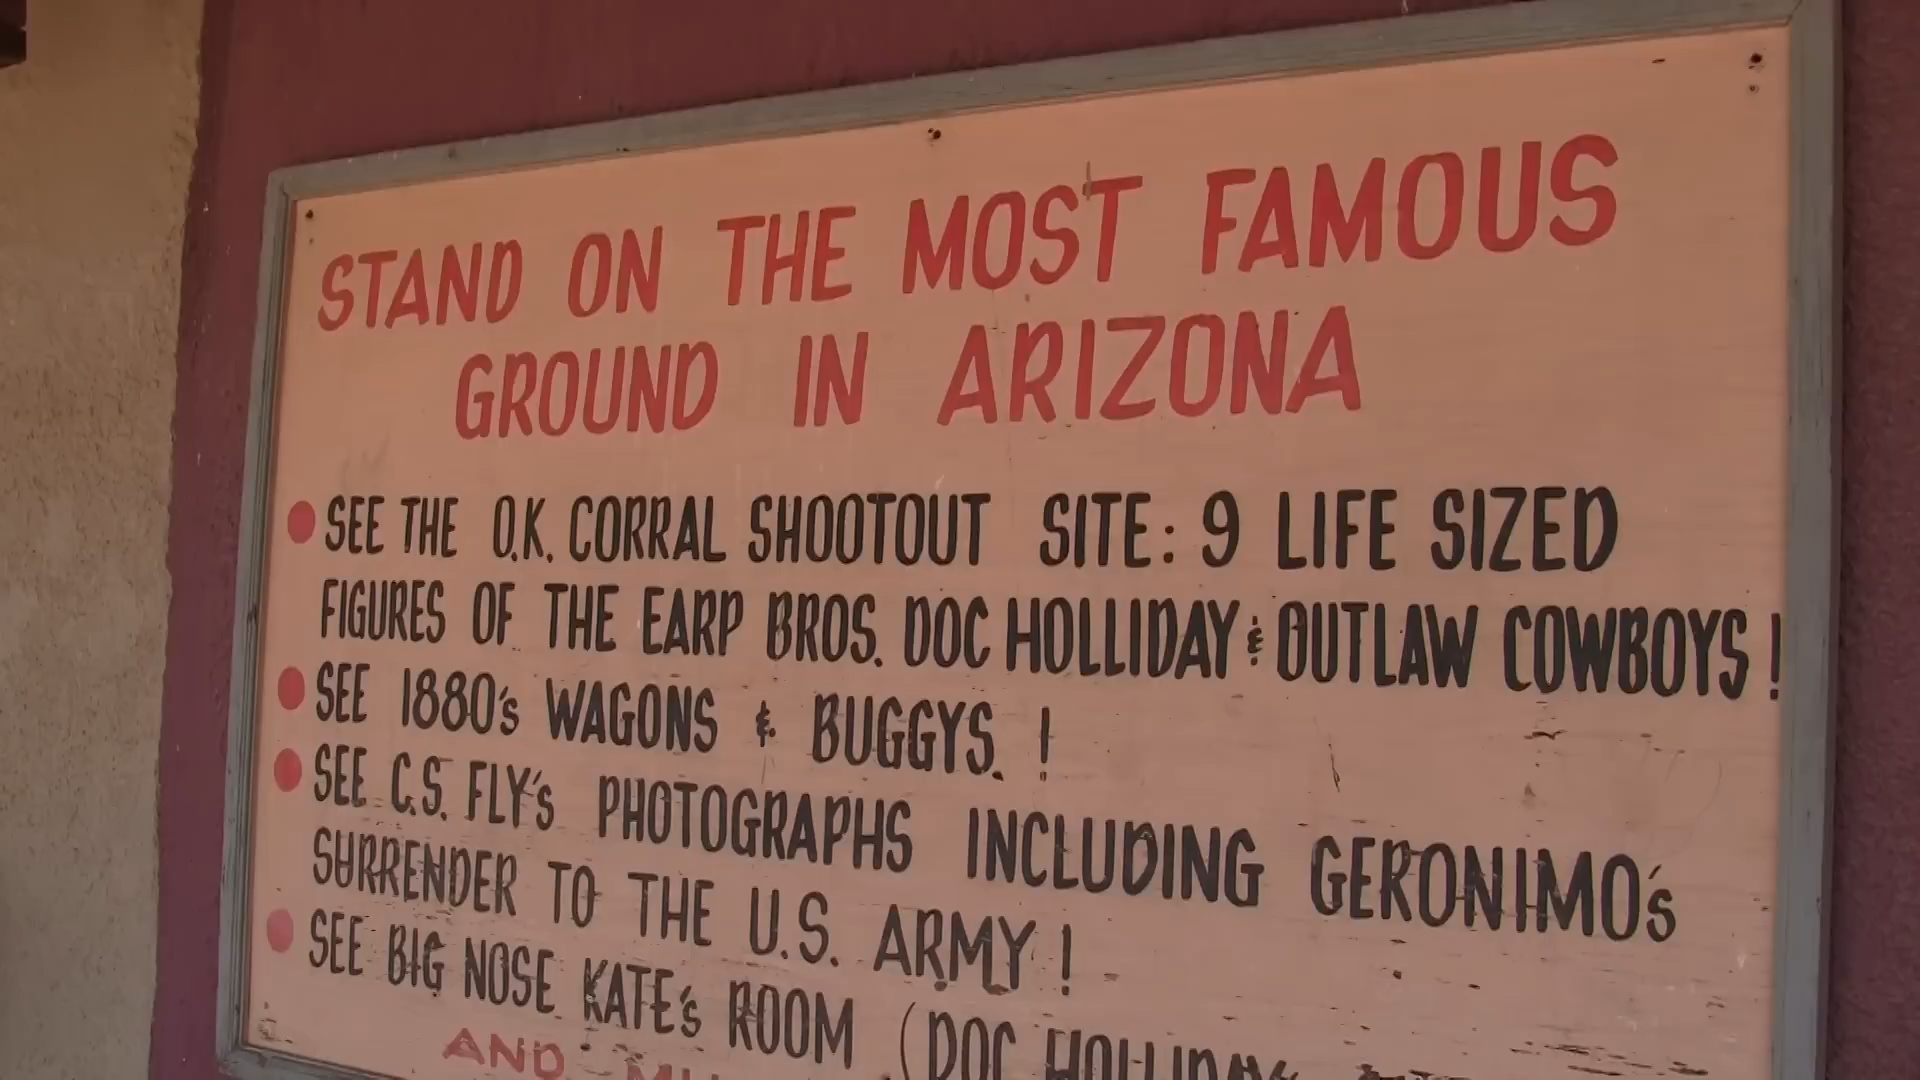 STAND ON THE MOST FAMOUS
GROUND IN ARIZONA
SEE THE O.K. CORRAL SHOOTOUT SITE: 9 LIFE SIZED
FIGURES OF THE EARP BROS. DOC HOLLIDAY & OUTLAW COWBOYS!
SEE 1880's WAGONS & BUGGYS. !
SEE C.S. FLY's PHOTOGRAPHS INCLUDING GERONIMO's
SURRENDER TO THE U.S. ARMY!
SEE BIG NOSE KATE's ROOM (DOC
AND